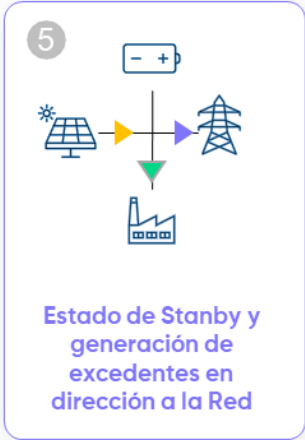 5
- +
Estado de Stanby y
generación de
excedentes en
dirección a la Red